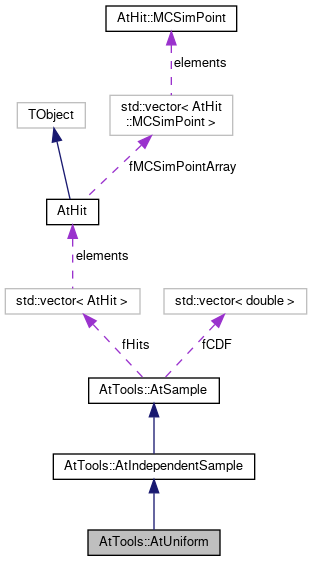 AtHit::MCSimPoint
elements
std::vector< AtHit
::MCSimPoint >
TObject
fMCSimPointArray
AtHit
elements
std::vector< AtHit >
std::vector< double >
fHits
fCDF
AtTools::AtSample
AtTools::AtIndependentSample
AtTools::AtUniform